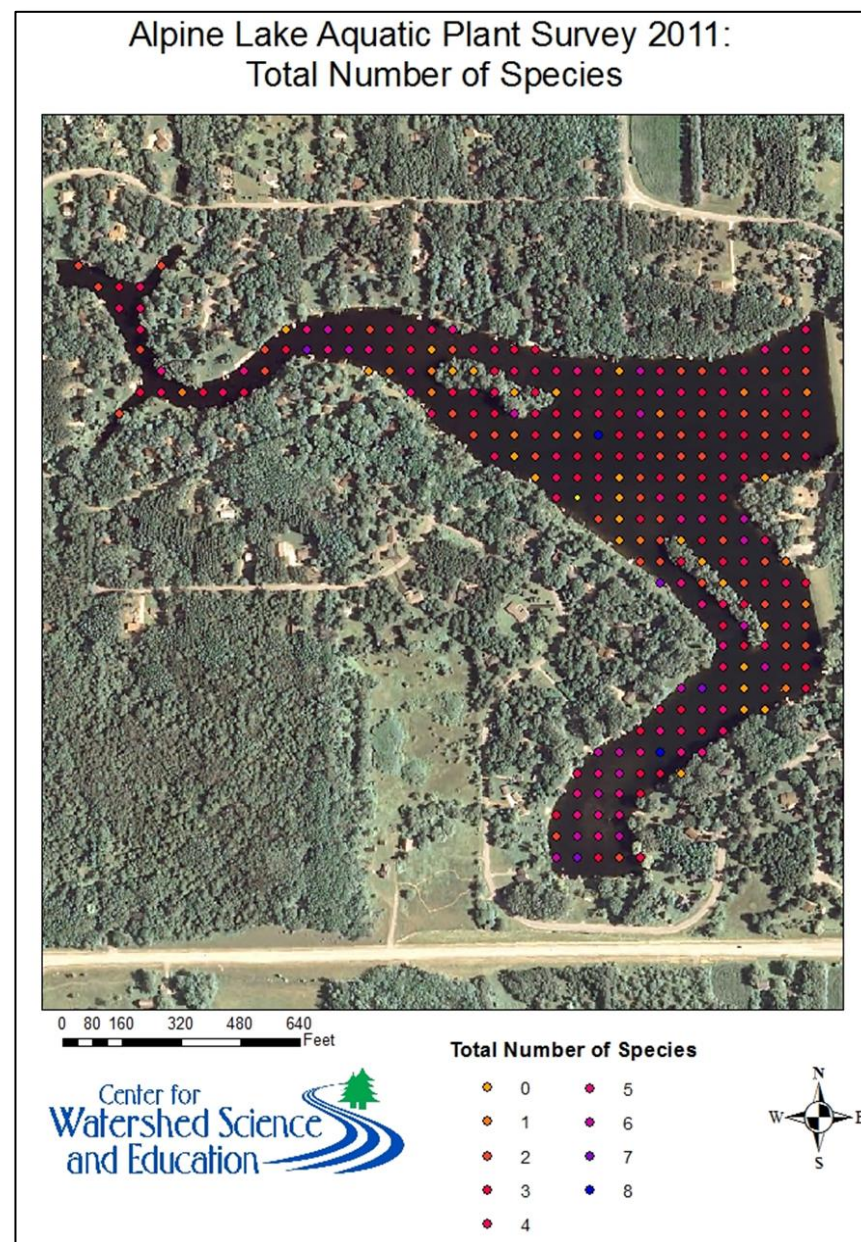 Alpine Lake Aquatic Plant Survey 2011:
Total Number of Species
0 80 160 320 480 640
Feet
Center for
Watershed Science
and Education
Total Number of Species
0 5
1 6
2 7
3 8
4
N
W E
S